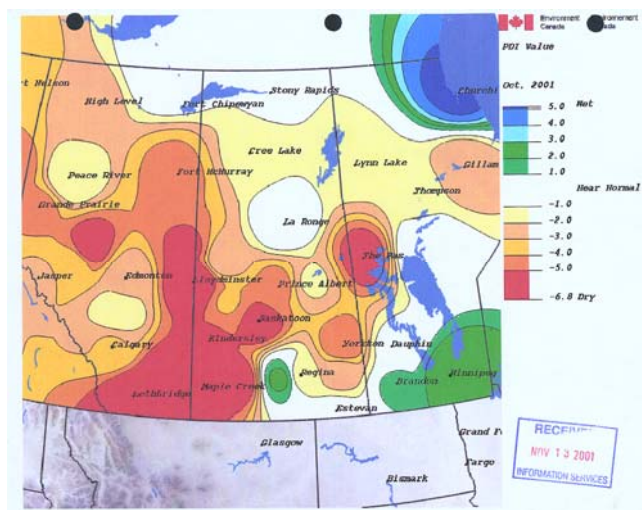 Environment
Canada
PDI Value
Oct, 2001
5.0 Wet
4.0
3.0
2.0
1.0
Near Normal
-1.0
-2.0
-3.0
-4.0
-5.0
-6.8 Dry
Nelson
High Level
Fort Chipewyan
Stony Rapids
Peace River
Fort McMurray
Cree Lake
Lynn Lake
Gillam
Thompson
Grande Prairie
La Ronge
The Pas
Jasper
Edmonton
Lloydminster
Prince Albert
Saskatoon
Kindersley
Calgary
Yorkton
Dauphin
Lethbridge
Maple Creek
Regina
Brandon
Winnipeg
Estevan
Glasgow
Bismark
Grand
Fargo
NOV 13 2001
INFORMATION SERVICES